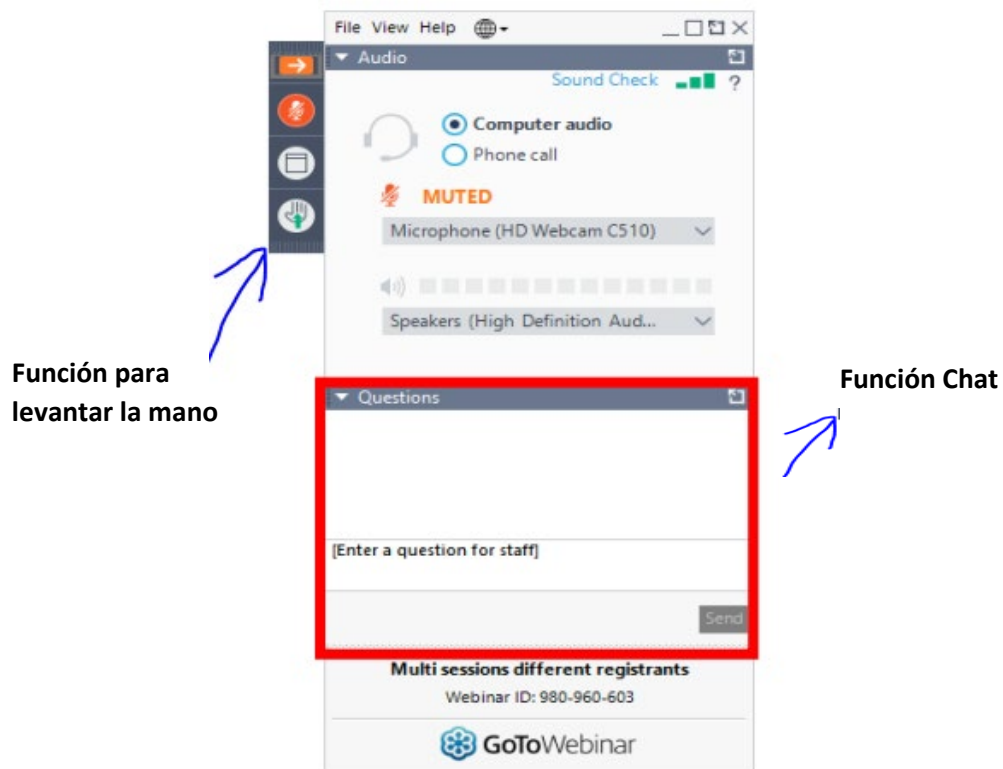 File View Help
Audio
Sound Check ?
Computer audio
Phone call
MUTED
Microphone (HD Webcam C510)
Speakers (High Definition Aud...
Función para
levantar la mano
Función Chat
Questions
[Enter a question for staff]
Send
Multi sessions different registrants
Webinar ID: 980-960-603
GoToWebinar